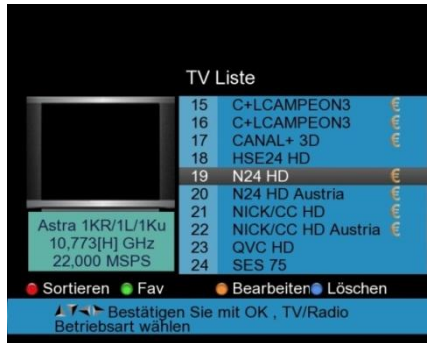 TV Liste
15 C+LCAMPEON3 €
16 C+LCAMPEON3 €
17 CANAL+ 3D €
18 HSE24 HD
19 N24 HD €
20 N24 HD Austria €
21 NICK/CC HD €
22 NICK/CC HD Austria €
23 QVC HD
24 SES 75
Astra 1KR/1L/1Ku
10,773[H] GHz
22,000 MSPS
Sortieren Fav Bearbeiten Löschen
Bestätigen Sie mit OK , TV/Radio
Betriebsart wählen